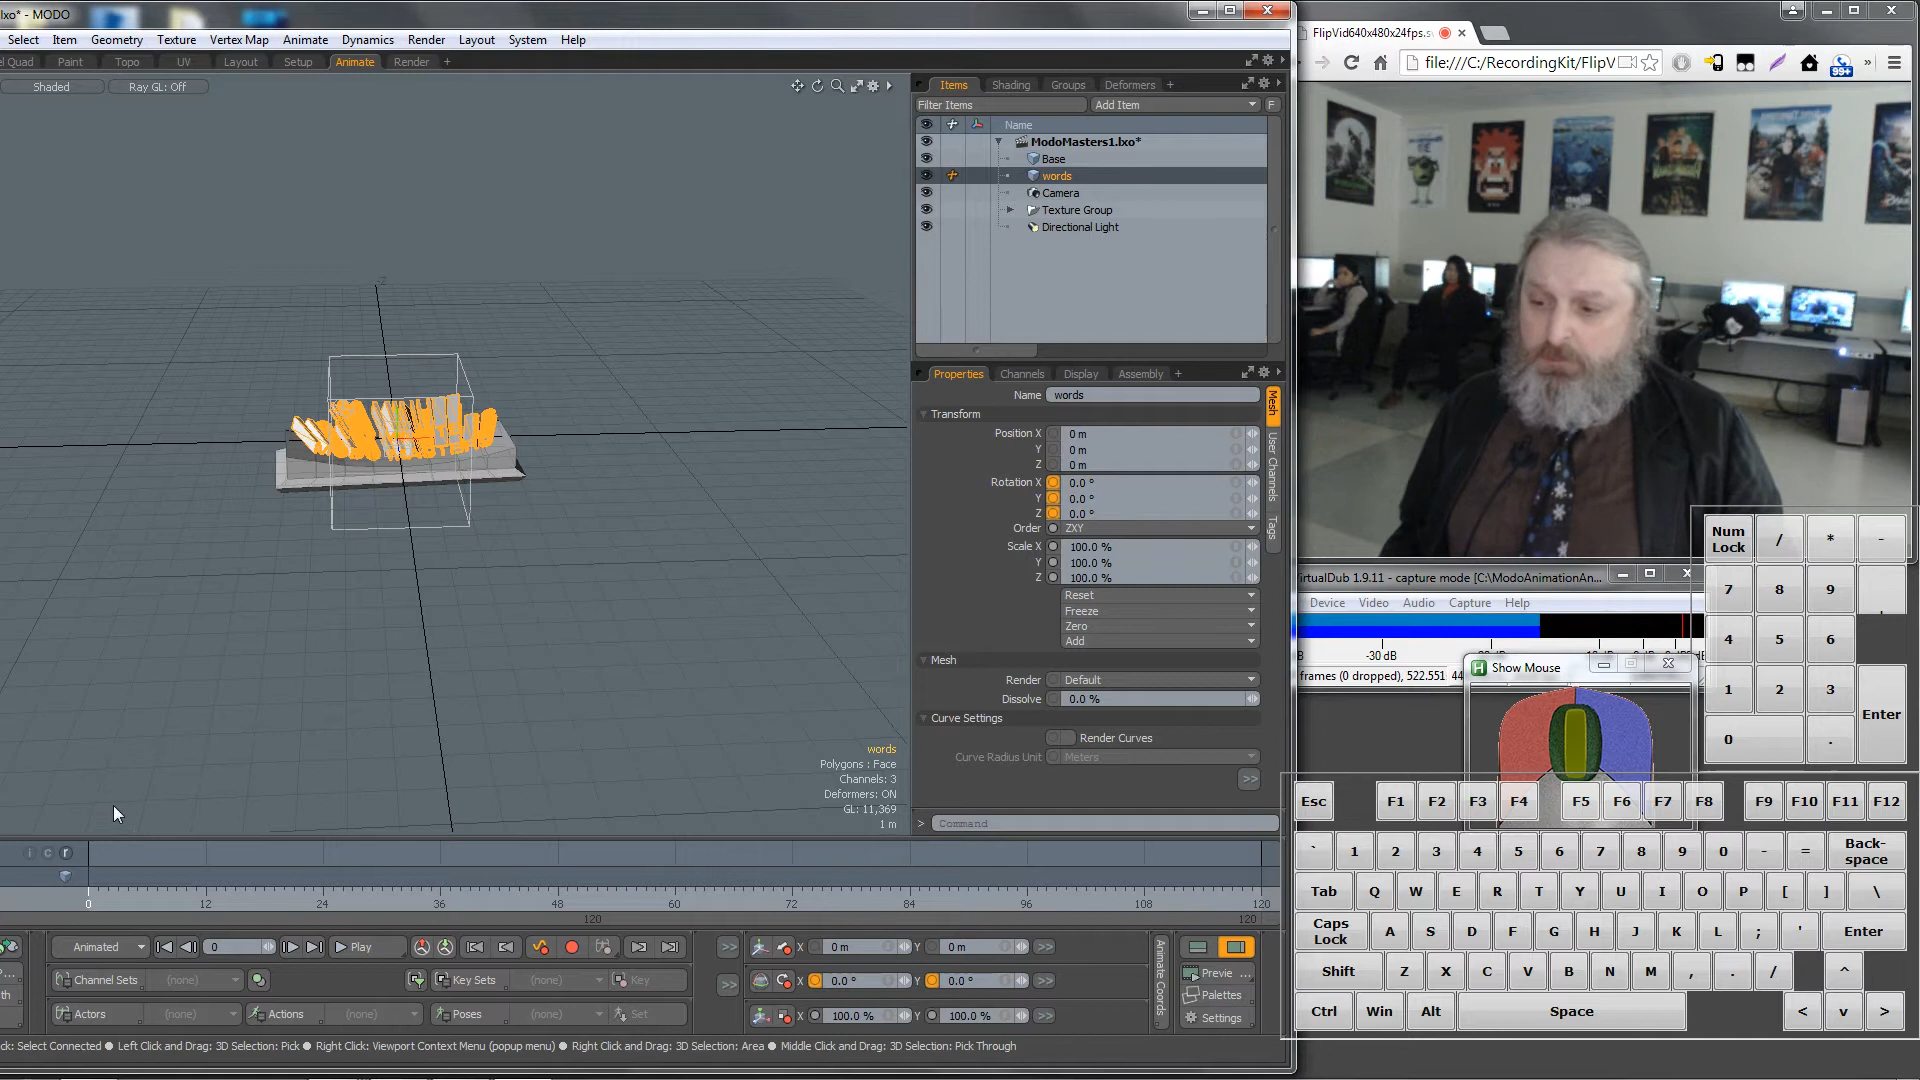 lxo* - MODO
Select Item Geometry Texture Vertex Map Animate Dynamics Render Layout System Help
el Quad Paint Topo UV Layout Setup Animate Render +
Shaded Ray GL: Off
Items Shading Groups Deformers +
Filter Items Add Item F
Name
ModoMasters1.lxo*
Base
words
Camera
Texture Group
Directional Light
Properties Channels Display Assembly +
Name words
Transform
Position X 0 m
Y 0 m
Z 0 m
Rotation X 0.0 °
Y 0.0 °
Z 0.0 °
Order ZXY
Scale X 100.0 %
Y 100.0 %
Z 100.0 %
Reset
Freeze
Zero
Add
Mesh
Render Default
Dissolve 0.0 %
Curve Settings
Render Curves
Curve Radius Unit Meters
>>
Mesh
User Channels
Tags
words
Polygons : Face
Channels: 3
Deformers: ON
GL: 11,369
1 m
> Command
i c r
0 12 24 36 48 60 72 84 96 108 120
120 120
Animated 0 Play >> X 0 m Y 0 m >>
Channel Sets (none) Key Sets (none) Key >> X 0.0 ° Y 0.0 ° >>
Actors (none) Actions (none) Poses (none) Set X 100.0 % Y 100.0 % >>
Animate Coords
Previe ...
Palettes
Settings
ck: Select Connected ● Left Click and Drag: 3D Selection: Pick ● Right Click: Viewport Context Menu (popup menu) ● Right Click and Drag: 3D Selection: Area ● Middle Click and Drag: 3D Selection: Pick Through
FlipVid640x480x24fps.sv
file:///C:/RecordingKit/FlipV
99+
VirtualDub 1.9.11 - capture mode [C:\ModoAnimationAn...
Device Video Audio Capture Help
-30 dB
frames (0 dropped), 522.551
Show Mouse
Num Lock / * -
7 8 9
4 5 6
1 2 3 Enter
0 .
Esc F1 F2 F3 F4 F5 F6 F7 F8 F9 F10 F11 F12
` 1 2 3 4 5 6 7 8 9 0 - = Back-space
Tab Q W E R T Y U I O P [ ] \
Caps Lock A S D F G H J K L ; ' Enter
Shift Z X C V B N M , . / ^
Ctrl Win Alt Space < v >